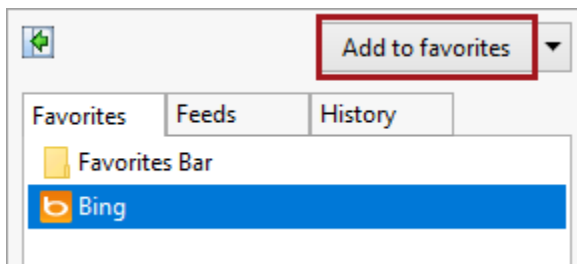 Add to favorites
Favorites Feeds History
Favorites Bar
Bing